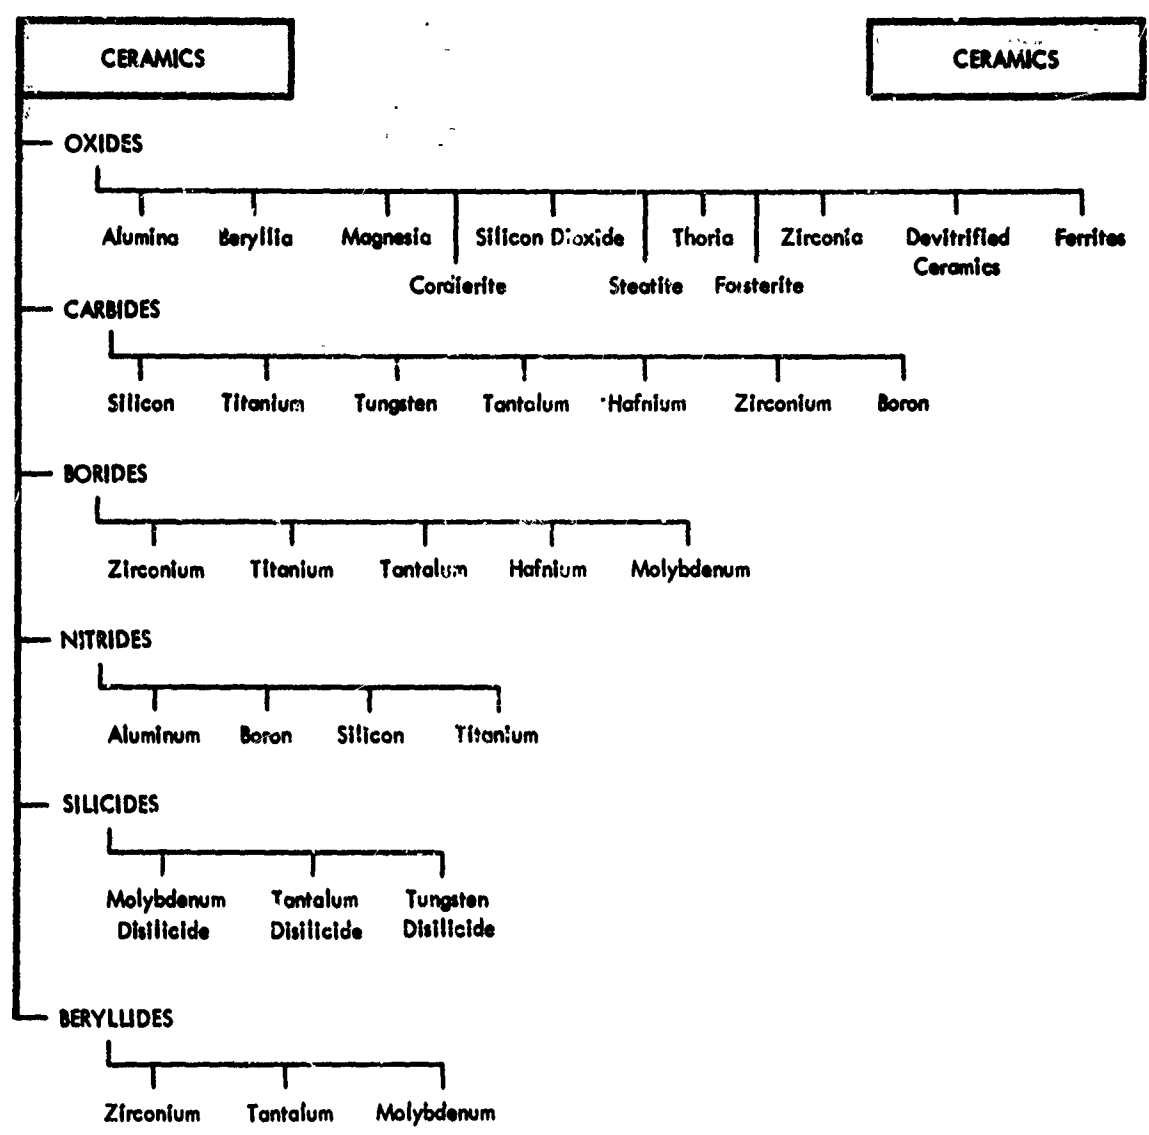 CERAMICS CERAMICS
OXIDES
Alumina Beryllia Magnesia Silicon Dioxide Thoria Zirconia Devitrified Ferrites
Ceramics
Cordierite Steatite Forsterite
CARBIDES
Silicon Titanium Tungsten Tantalum Hafnium Zirconium Boron
BORIDES
Zirconium Titanium Tantalum Hafnium Molybdenum
NITRIDES
Aluminum Boron Silicon Titanium
SILICIDES
Molybdenum Tantalum Tungsten
Disilicide Disilicide Disilicide
BERYLLIDES
Zirconium Tantalum Molybdenum